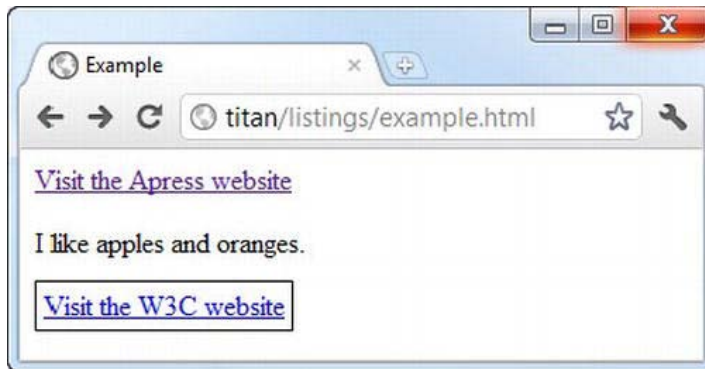 Example
titan/listings/example.html
Visit the Apress website
I like apples and oranges.
Visit the W3C website